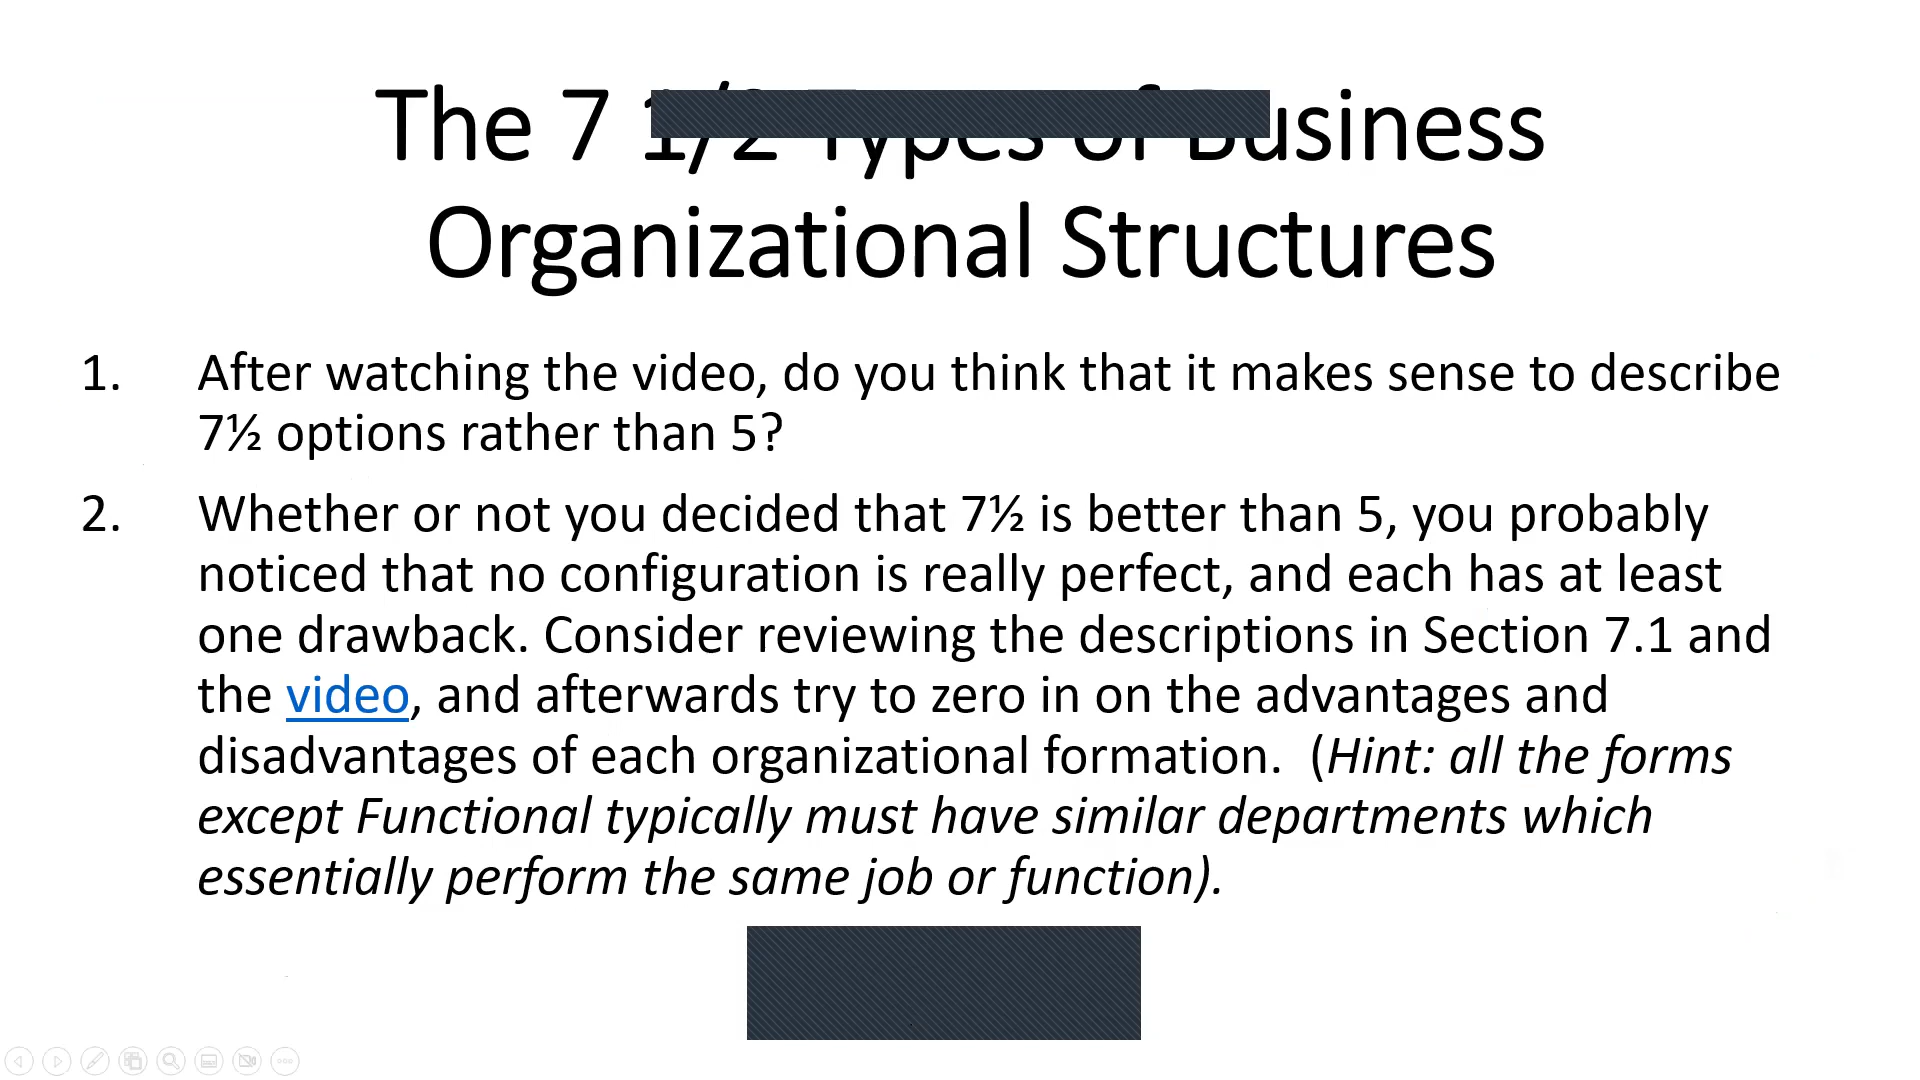 The 7 1/2 Types of Business
Organizational Structures
1. After watching the video, do you think that it makes sense to describe
7½ options rather than 5?
2. Whether or not you decided that 7½ is better than 5, you probably
noticed that no configuration is really perfect, and each has at least
one drawback. Consider reviewing the descriptions in Section 7.1 and
the video, and afterwards try to zero in on the advantages and
disadvantages of each organizational formation.  (Hint: all the forms
except Functional typically must have similar departments which
essentially perform the same job or function).